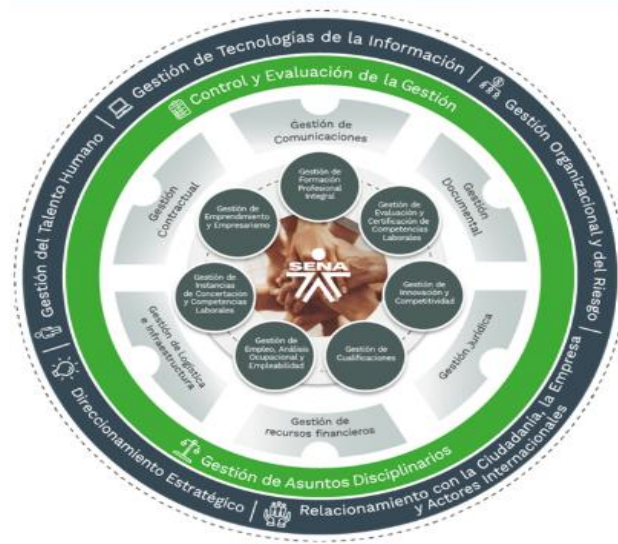 Gestión de Tecnologías de la Información
Gestión Organizacional y del Riesgo
Relacionamiento con la Ciudadanía, la Empresa
y Actores Internacionales
Direccionamiento Estratégico
Gestión del Talento Humano
Control y Evaluación de la Gestión
Gestión de Asuntos Disciplinarios
Gestión de
Comunicaciones
Gestión
Documental
Gestión Jurídica
Gestión de
recursos financieros
Gestión de Logística
e Infraestructura
Gestión
Contractual
Gestión de
Formación
Profesional
Integral
Gestión de
Evaluación y
Certificación de
Competencias
Laborales
Gestión de
Innovación y
Competitividad
Gestión de
Cualificaciones
Gestión de
Empleo, Análisis
Ocupacional y
Empleabilidad
Gestión de
Instancias
de Concertación
y Competencias
Laborales
Gestión de
Emprendimiento
y Empresarismo
SENA